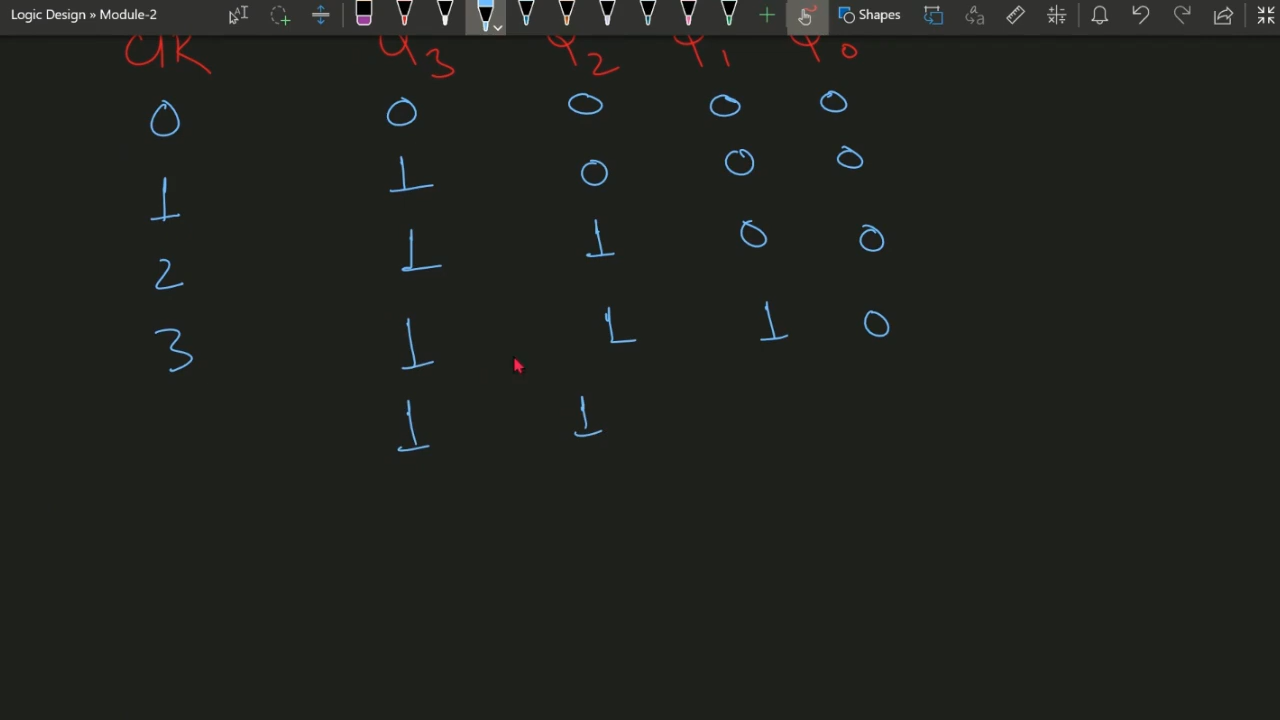 Logic Design » Module-2
Shapes
Clk Q3 Q2 Q1 Q0
0 0 0 0 0
1 1 0 0 0
2 1 1 0 0
3 1 1 1 0
1 1